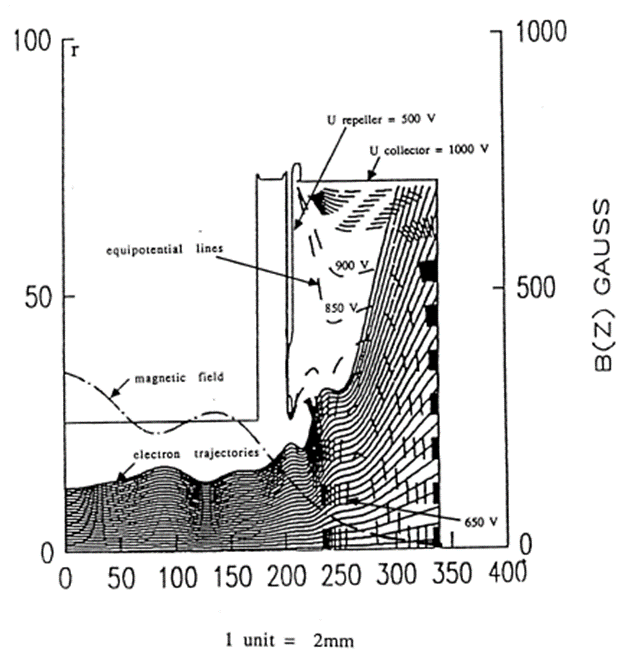 100
r
1000
U repeller = 500 V
U collector = 1000 V
equipotential lines
900 V
850 V
50
500
B(Z) GAUSS
magnetic field
electron trajectories
650 V
0
0
0 50 100 150 200 250 300 350 400
1 unit = 2mm